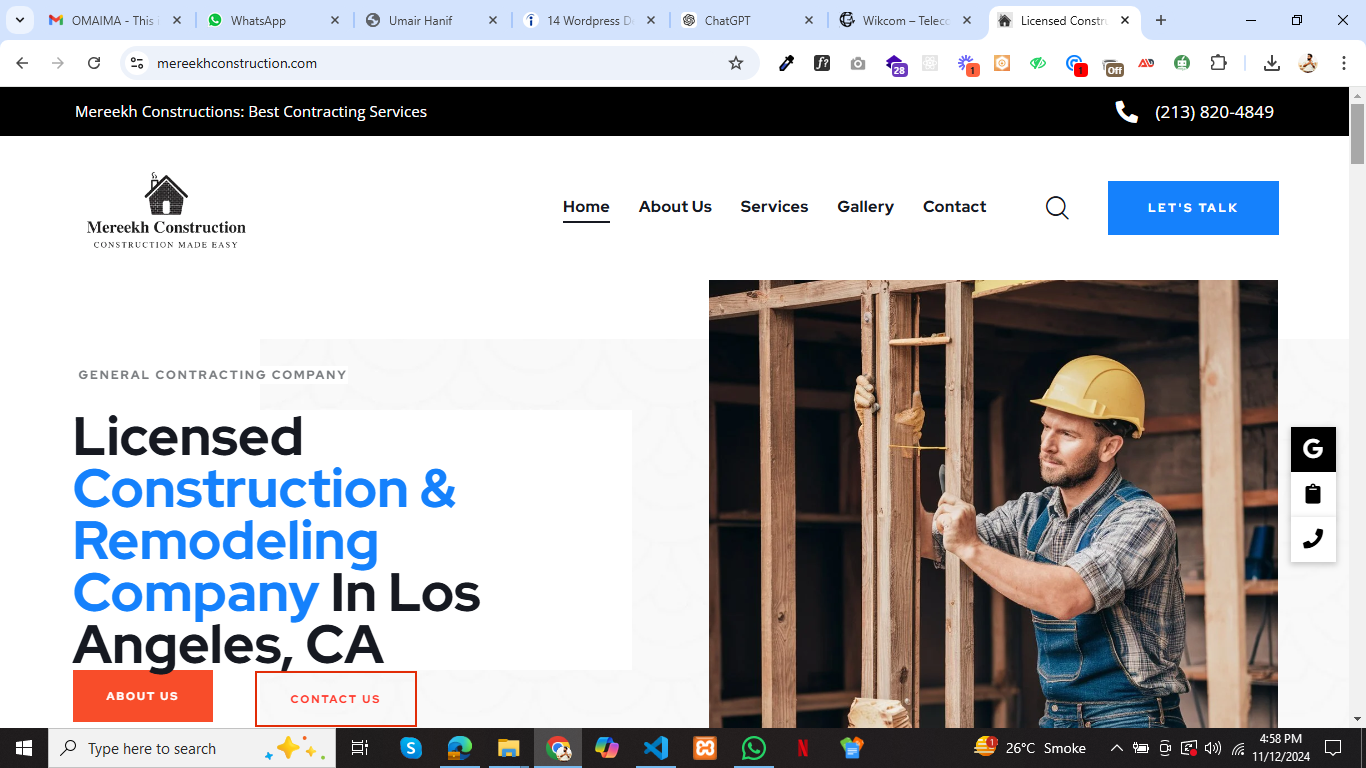 OMAIMA - This i
WhatsApp
Umair Hanif
14 Wordpress D
ChatGPT
Wikcom – Teleco
Licensed Constru
mereekhconstruction.com
f?
28
1
1
Off
Mereekh Constructions: Best Contracting Services
(213) 820-4849
Mereekh Construction
CONSTRUCTION MADE EASY
Home
About Us
Services
Gallery
Contact
LET'S TALK
GENERAL CONTRACTING COMPANY
Licensed
Construction &
Remodeling
Company In Los
Angeles, CA
ABOUT US
CONTACT US
G
Type here to search
1
26°C Smoke
4:58 PM
11/12/2024